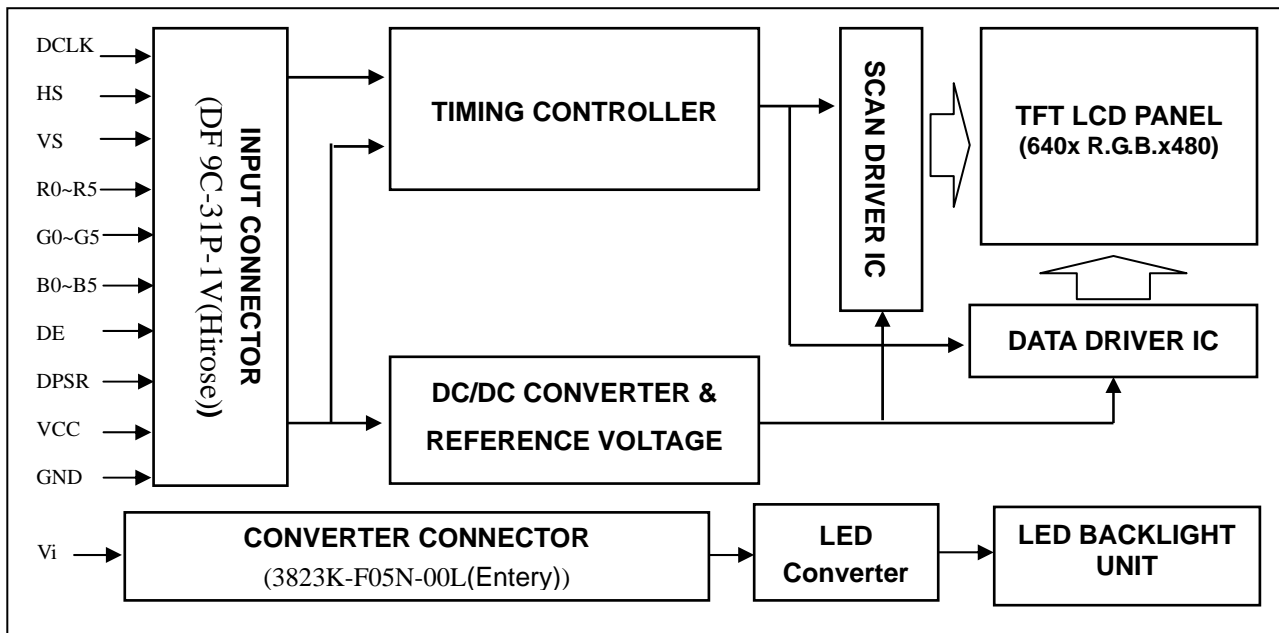 DCLK
HS
VS
R0~R5
G0~G5
B0~B5
DE
DPSR
VCC
GND
INPUT CONNECTOR
(DF 9C-31P-1V(Hirose))
TIMING CONTROLLER
DC/DC CONVERTER &
REFERENCE VOLTAGE
SCAN DRIVER IC
TFT LCD PANEL
(640x R.G.B.x480)
DATA DRIVER IC
Vi
CONVERTER CONNECTOR
(3823K-F05N-00L(Entery))
LED
Converter
LED BACKLIGHT
UNIT